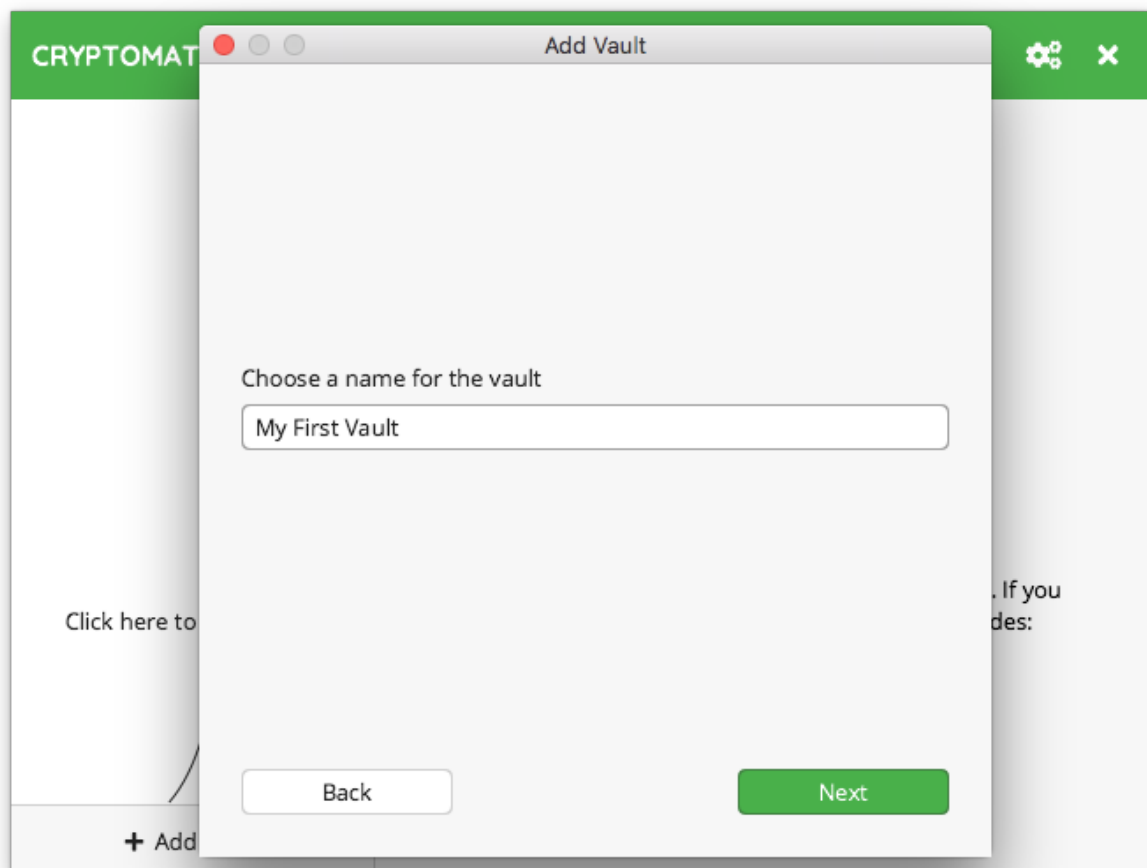 CRYPTOMAT
Add Vault
Choose a name for the vault
My First Vault
. If you
Click here to
des:
Back
Next
Add